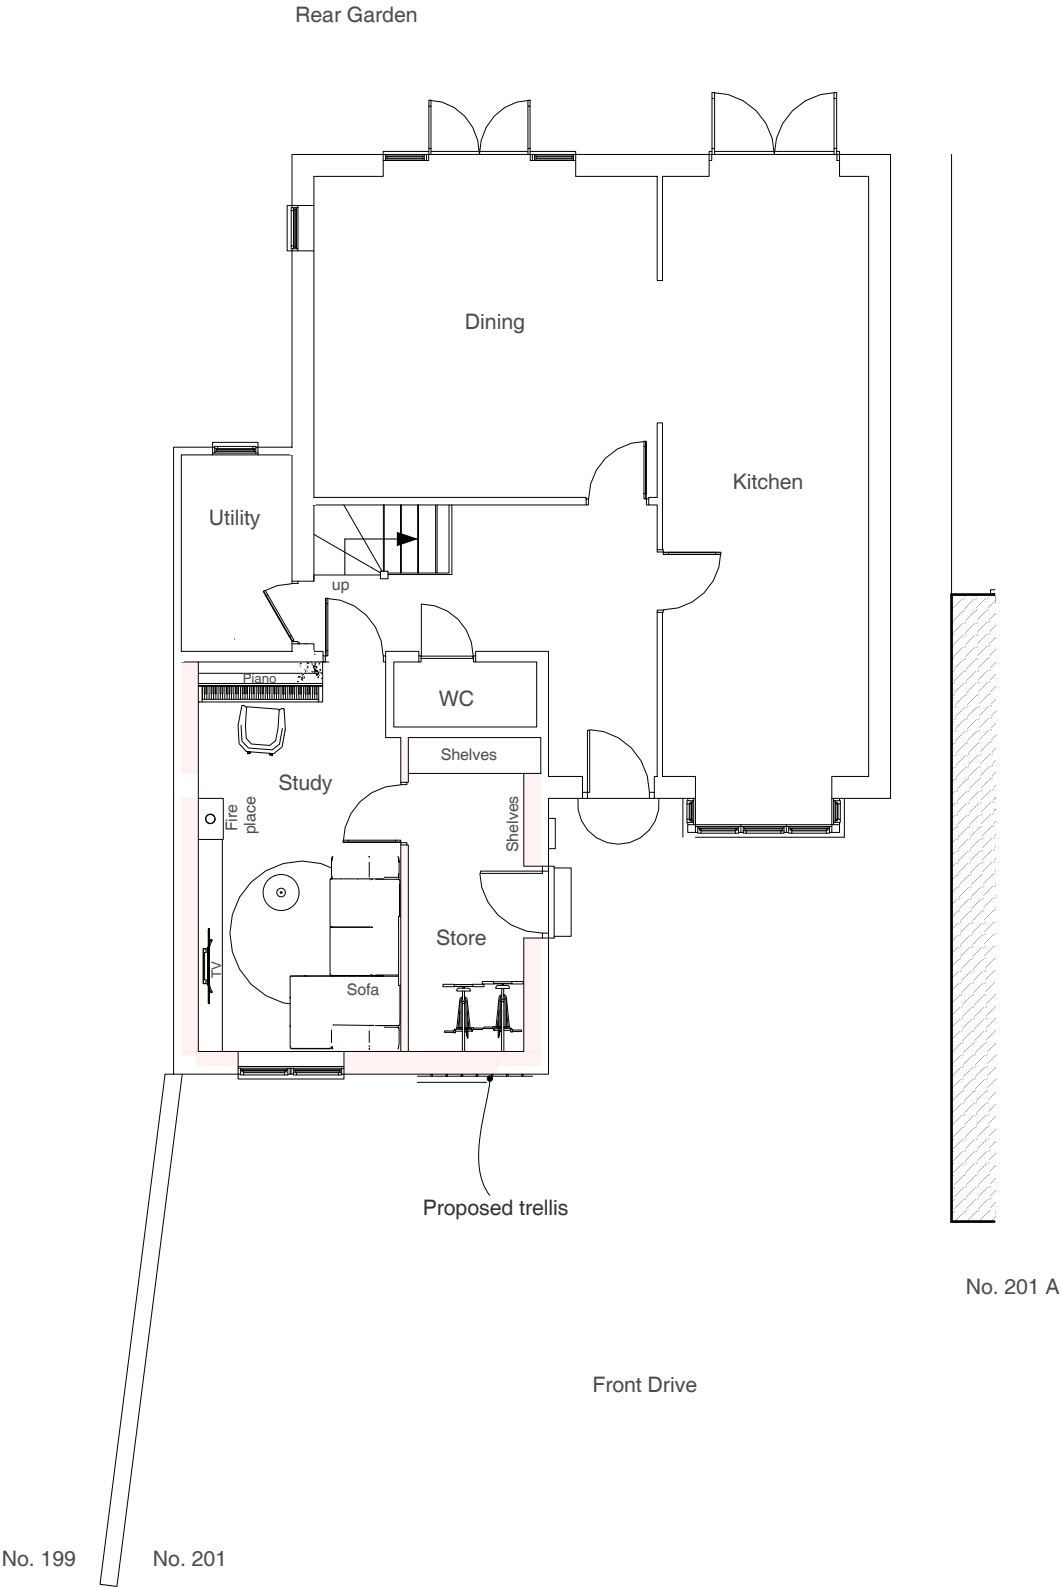 Rear Garden
Dining
Kitchen
Utility
up
Piano
WC
Shelves
Study
Fire
place
Shelves
Store
TV
Sofa
Proposed trellis
No. 201 A
Front Drive
No. 199
No. 201